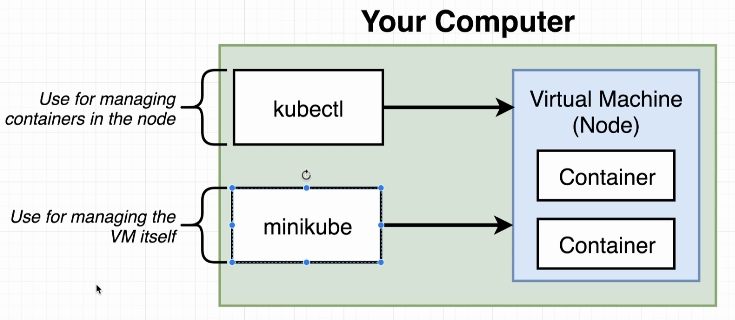 Your Computer
Use for managing
containers in the node
kubectl
Virtual Machine
(Node)
Container
Container
Use for managing the
VM itself
minikube